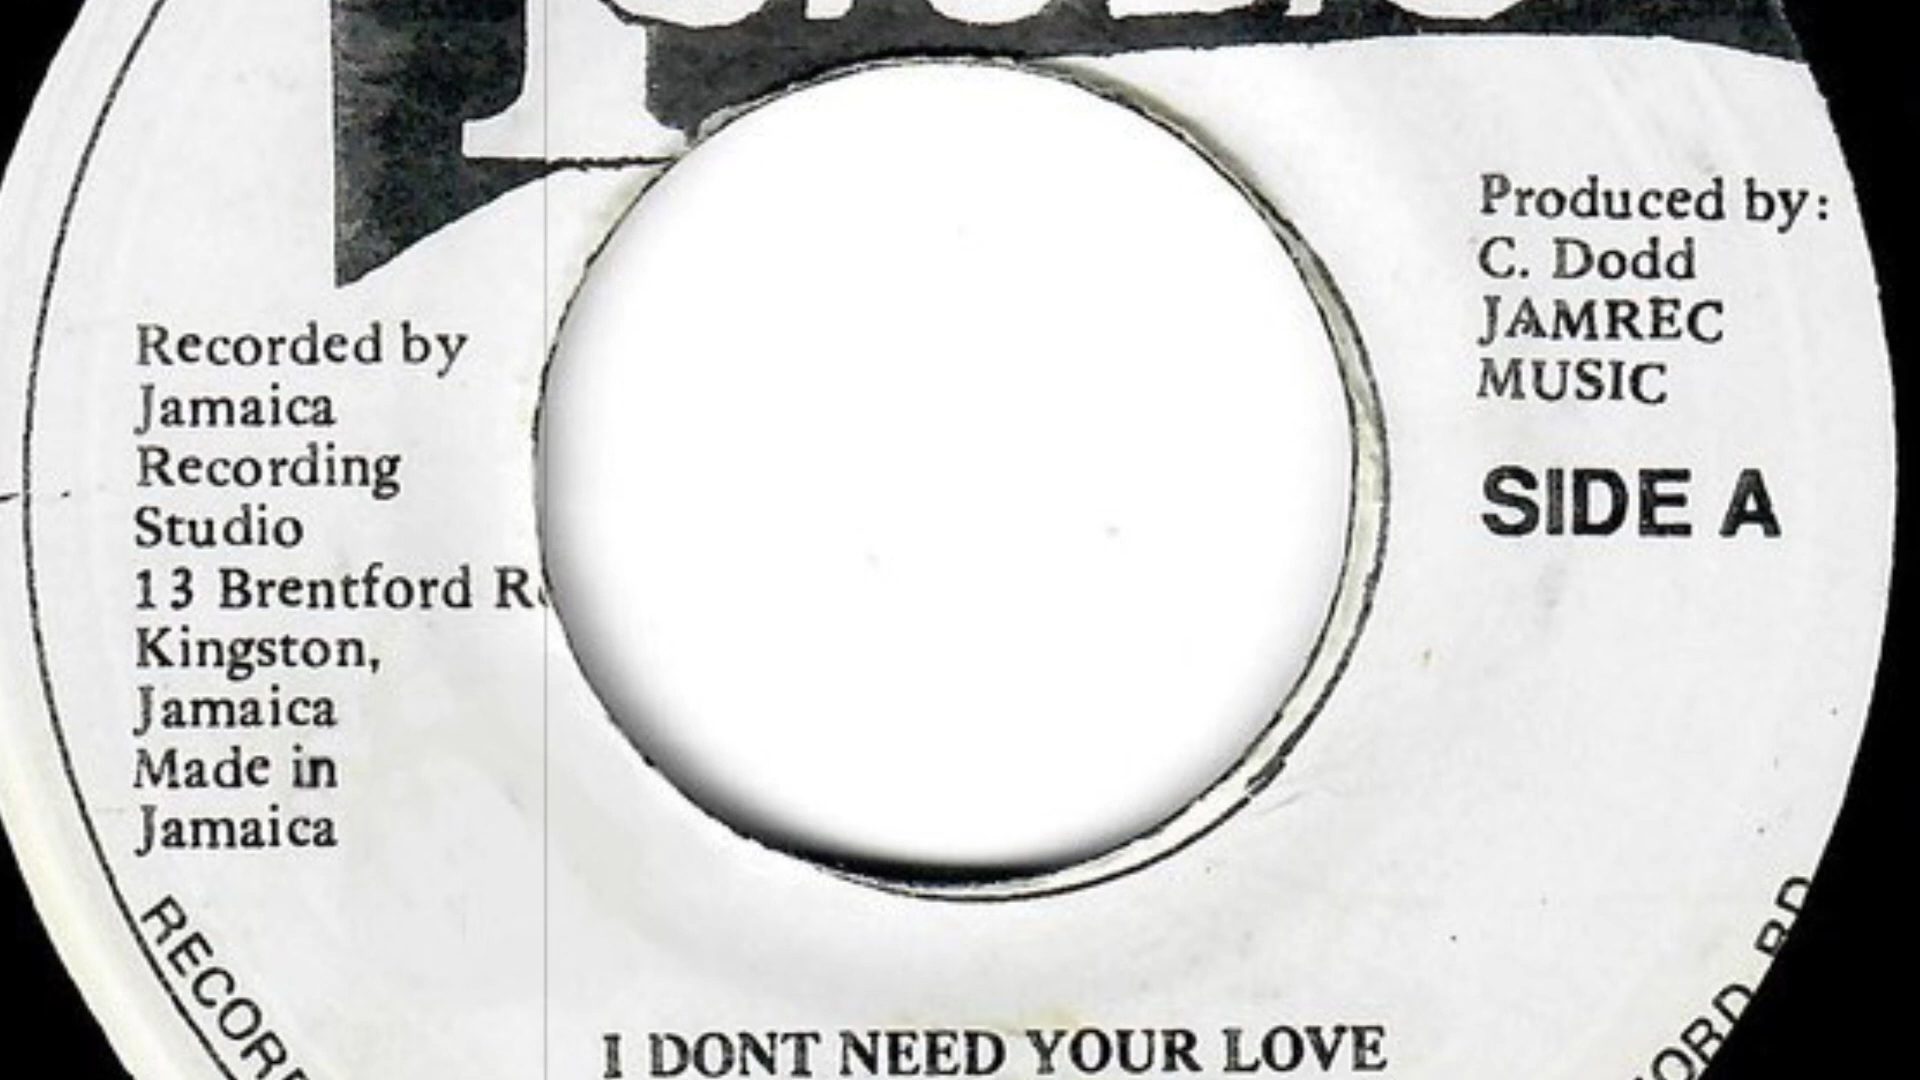 Recorded by
Jamaica
Recording
Studio
13 Brentford
Kingston,
Jamaica
Made in
Jamaica
Produced by:
C. Dodd
JAMREC
MUSIC
SIDE A
I DONT NEED YOUR LOVE